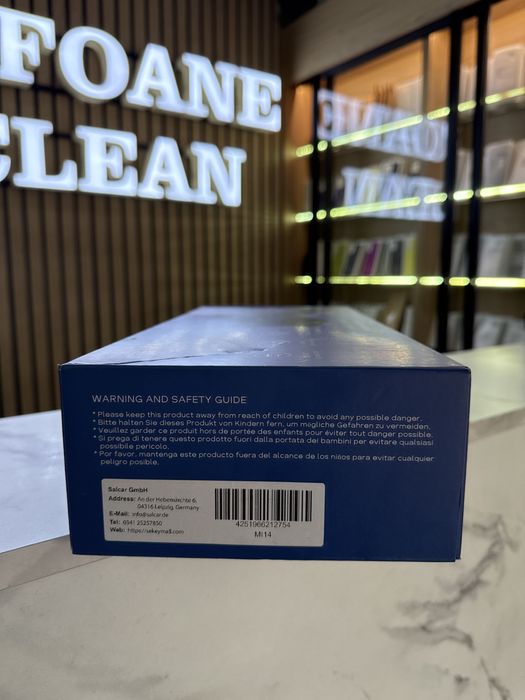 FOANE
CLEAN
WARNING AND SAFETY GUIDE
* Please keep this product away from reach of children to avoid any possible danger.
* Bitte halten Sie dieses Produkt von Kindern fern, um mögliche Gefahren zu vermeiden.
* Veuillez garder ce produit hors de portée des enfants pour éviter tout danger possible.
* Si prega di tenere questo prodotto fuori dalla portata dei bambini per evitare qualsiasi
possibile pericolo.
* Por favor, mantenga este producto fuera del alcance de los niños para evitar cualquier
peligro posible.
Salcar GmbH
Address: An der Hebemärchte 6,
04316 Leipzig, Germany
E-Mail: info@salcar.de
Tel: 0341 25257850
Web: https://sekeymall.com
4251966212754
MI14